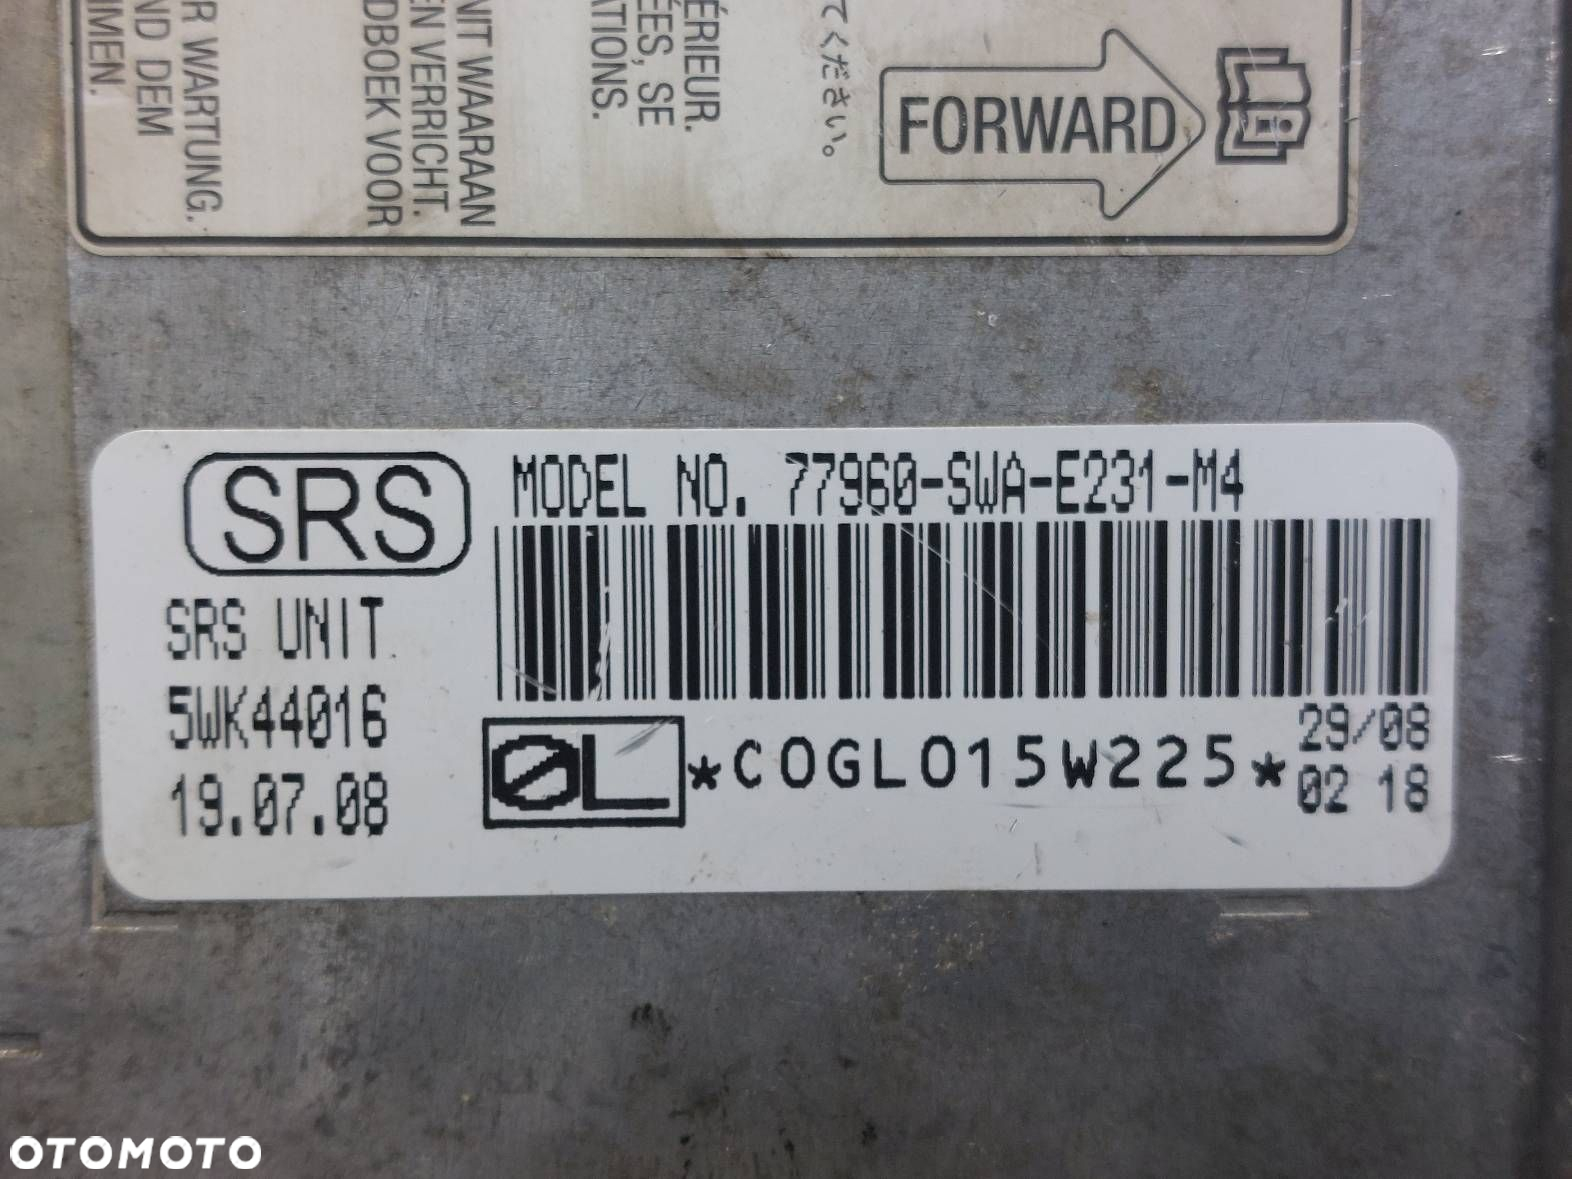 R WARTUNG.
ND DEM
IMEN.
NIT WAARAAN
EN VERRICHT.
DBOEK VOOR
ÉRIEUR.
ÉES, SE
ATIONS.
てください。
FORWARD
SRS
MODEL NO. 77960-SWA-E231-M4
SRS UNIT
5WK44016
19.07.08
0L
*C0GL015W225*
29/08
02 18
OTOMOTO